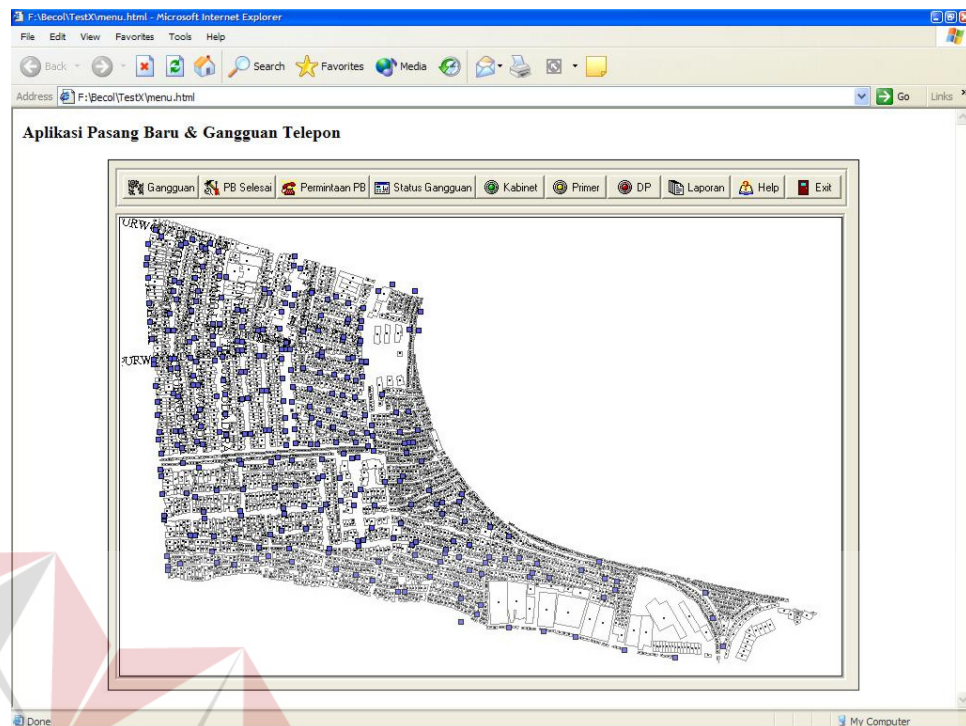 F:\Becol\TestX\menu.html - Microsoft Internet Explorer
File Edit View Favorites Tools Help
Back Search Favorites Media
Address F:\Becol\TestX\menu.html Go Links
Aplikasi Pasang Baru & Gangguan Telepon
Gangguan PB Selesai Permintaan PB Status Gangguan Kabinet Primer DP Laporan Help Exit
Done My Computer